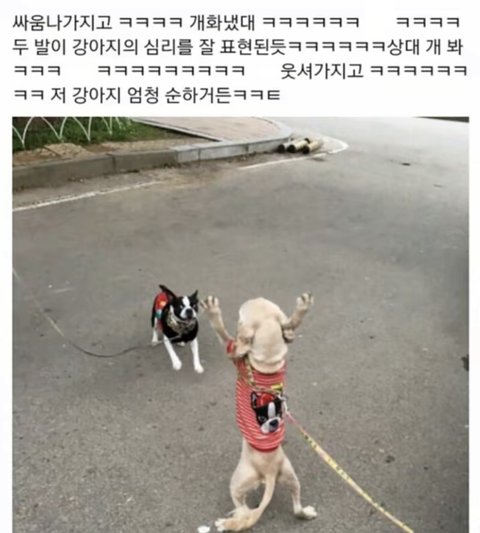 싸움나가지고 ㅋㅋㅋㅋ 개화냈대 ㅋㅋㅋㅋㅋㅋ ㅋㅋㅋㅋ
두 발이 강아지의 심리를 잘 표현된듯ㅋㅋㅋㅋㅋㅋ상대 개 봐
ㅋㅋㅋ ㅋㅋㅋㅋㅋㅋㅋㅋㅋ 웃셔가지고 ㅋㅋㅋㅋㅋㅋ
ㅋㅋ 저 강아지 엄청 순하거든ㅋㅋㅌ